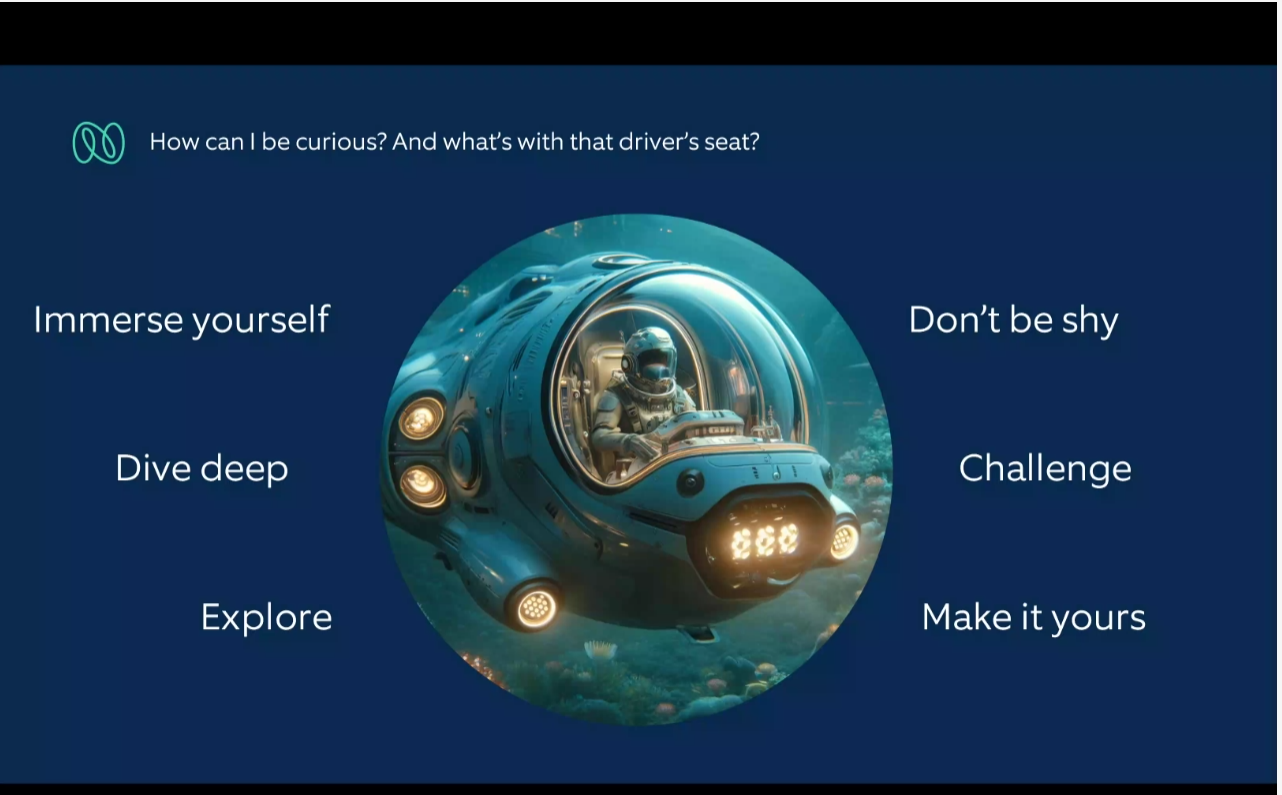 How can I be curious? And what's with that driver's seat?
Immerse yourself
Don't be shy
Dive deep
Challenge
Explore
Make it yours